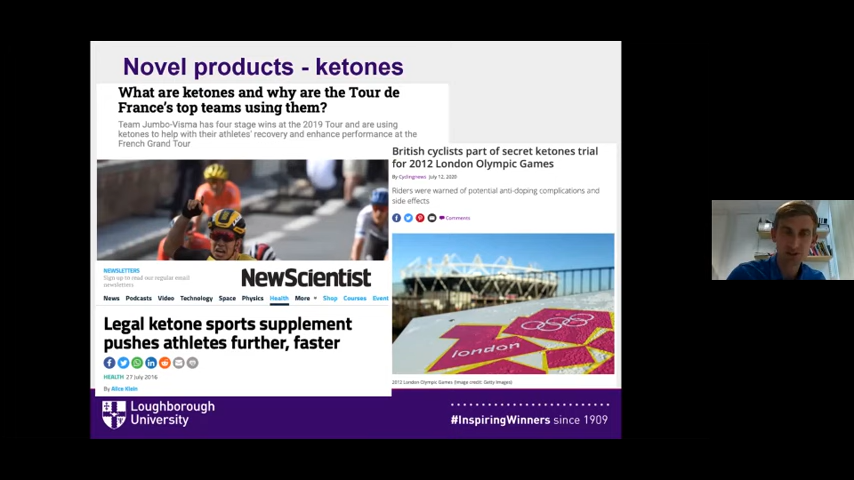 Novel products - ketones
What are ketones and why are the Tour de
France's top teams using them?
Team Jumbo-Visma has four stage wins at the 2019 Tour and are using
ketones to help with their athletes' recovery and enhance performance at the
French Grand Tour
British cyclists part of secret ketones trial
for 2012 London Olympic Games
By Cyclingnews July 12, 2020
Riders were warned of potential anti-doping complications and
side effects
Comments
NEWSLETTERS
Sign up to read our regular email
newsletters
NewScientist
News Podcasts Video Technology Space Physics Health More Shop Courses Event
Legal ketone sports supplement
pushes athletes further, faster
HEALTH 27 July 2016
By Alice Klein
london
2012 London Olympic Games (Image credit: Getty Images)
Loughborough
University
#InspiringWinners since 1909